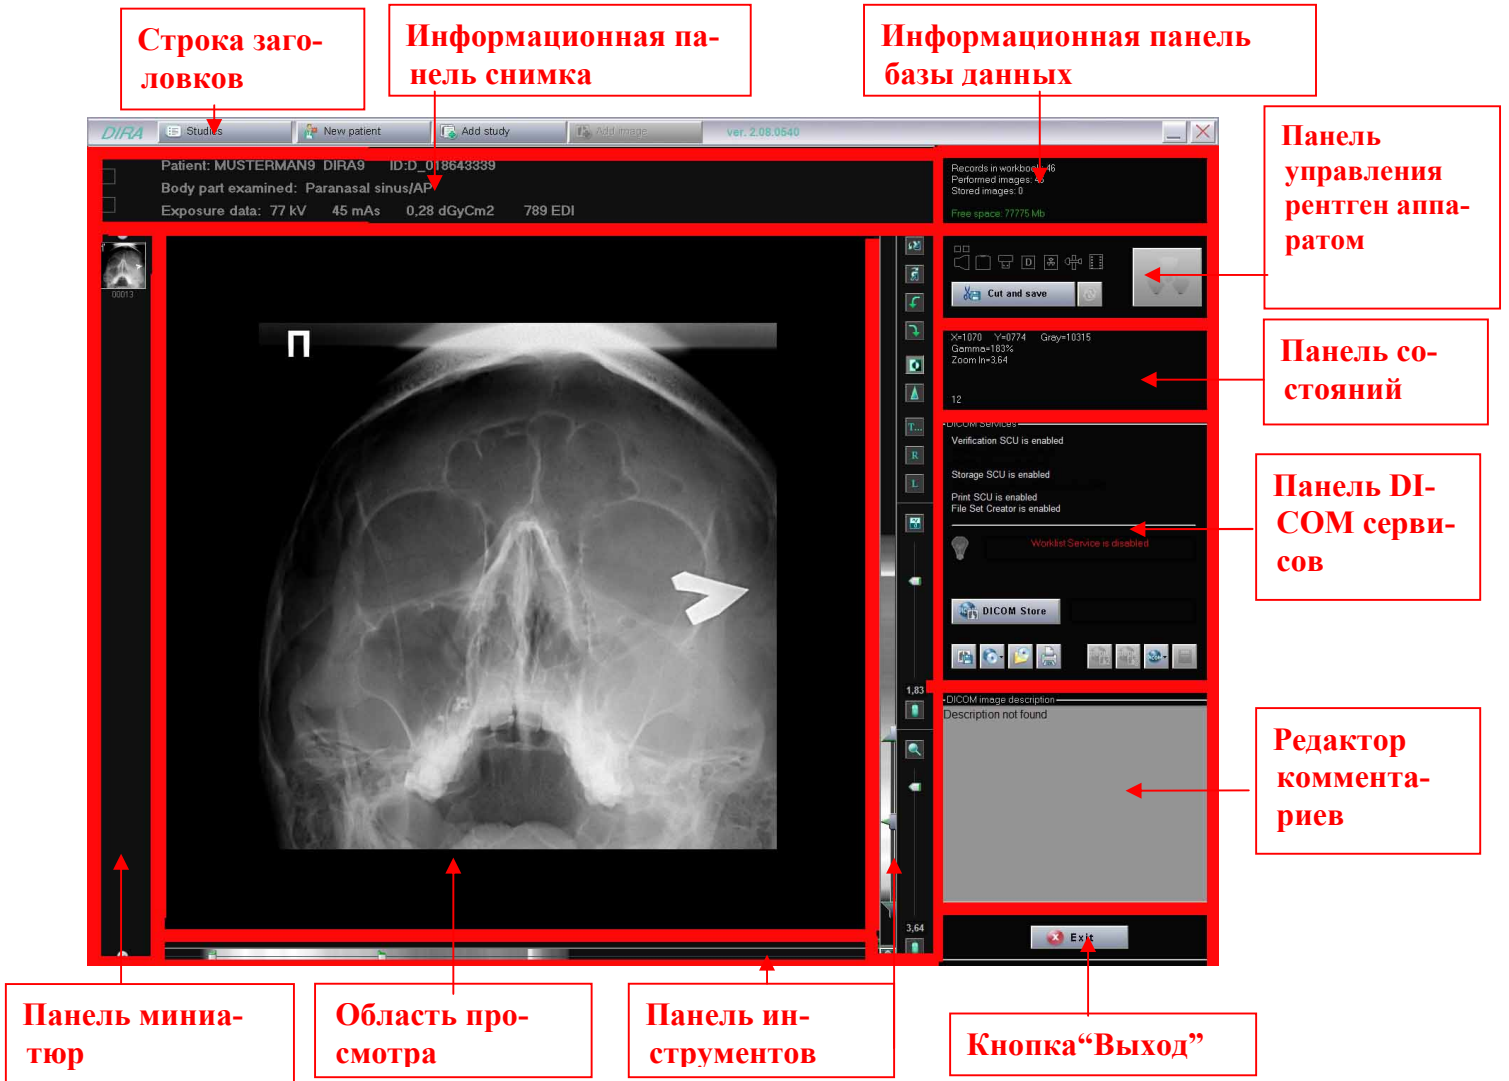 Строка заго-
ловков
Информационная па-
нель снимка
Информационная панель
базы данных
DIRA
Studies
New patient
Add study
Add image
ver. 2.08.0540
Patient: MUSTERMAN9 DIRA9 ID:D_018643339
Body part examined: Paranasal sinus/AP
Exposure data: 77 kV 45 mAs 0,28 dGyCm2 789 EDI
Records in workbook: 46
Performed images:
Stored images: 0
Free space: 77775 Mb
Панель
управления
рентген аппа-
ратом
00013
П
D
Cut and save
X=1070 Y=0774 Gray=10315
Gamma=183%
Zoom In=3,64
12
Панель со-
стояний
T...
R
L
DICOM Services
Verification SCU is enabled
Storage SCU is enabled
Print SCU is enabled
File Set Creator is enabled
Worklist Service is disabled
DICOM Store
Панель DI-
COM серви-
сов
1,83
DICOM image description
Description not found
Редактор
коммента-
риев
3,64
Exit
Панель миниа-
тюр
Область про-
смотра
Панель ин-
струментов
Кнопка“Выход”